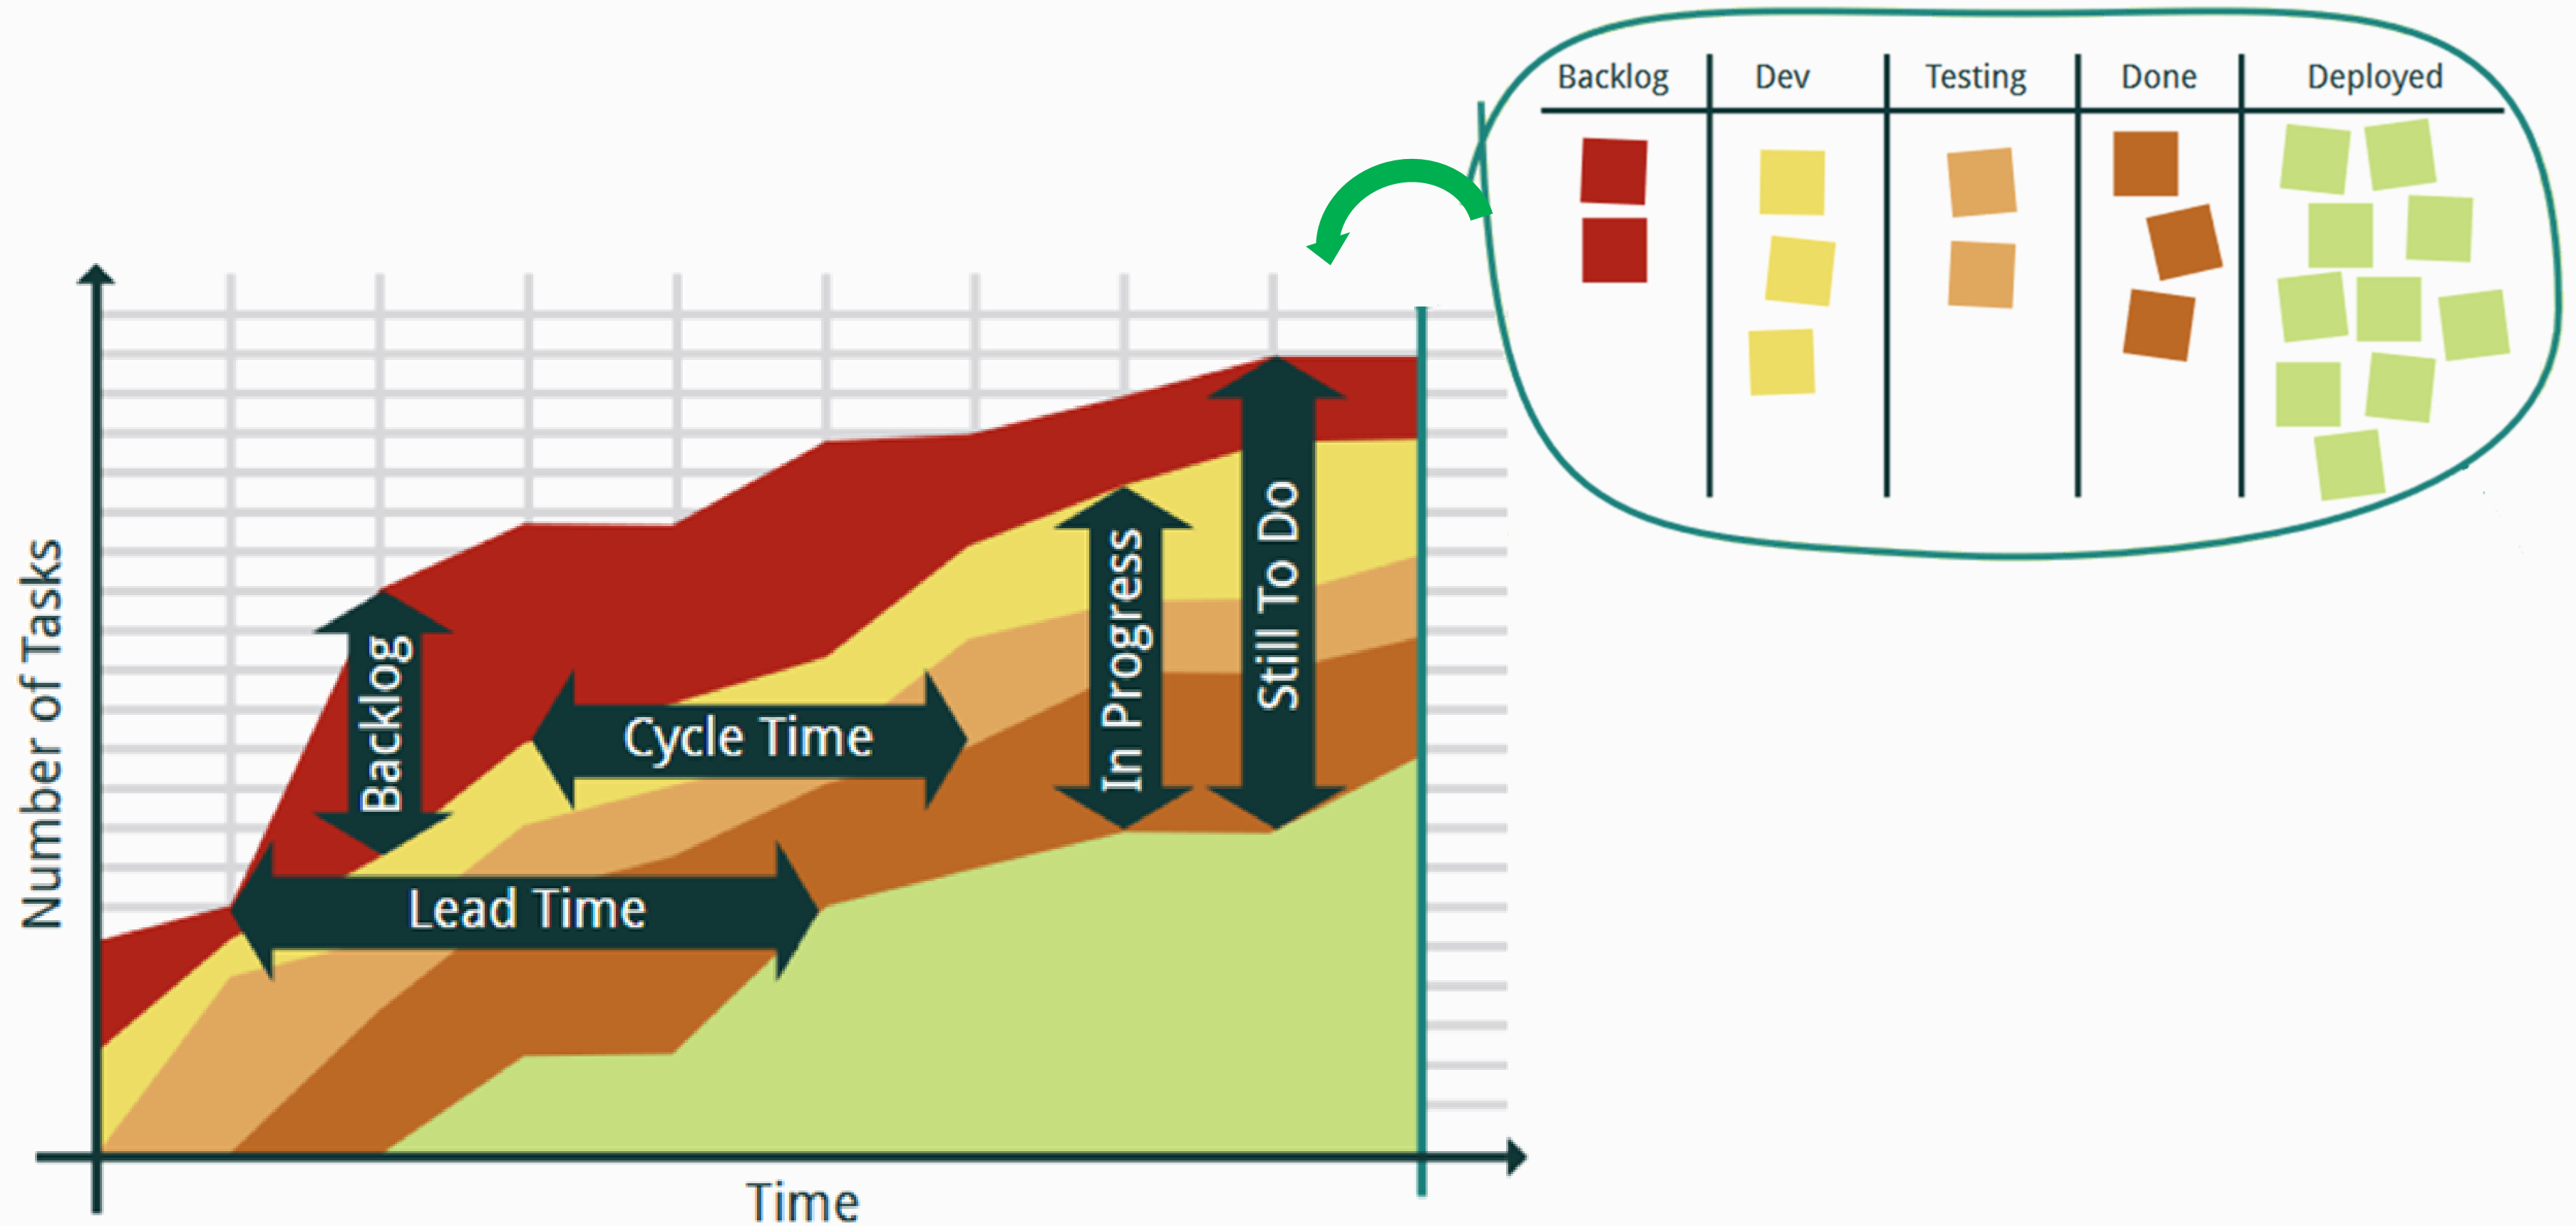 Backlog
Dev
Testing
Done
Deployed
Number of Tasks
Backlog
Cycle Time
Lead Time
In Progress
Still To Do
Time